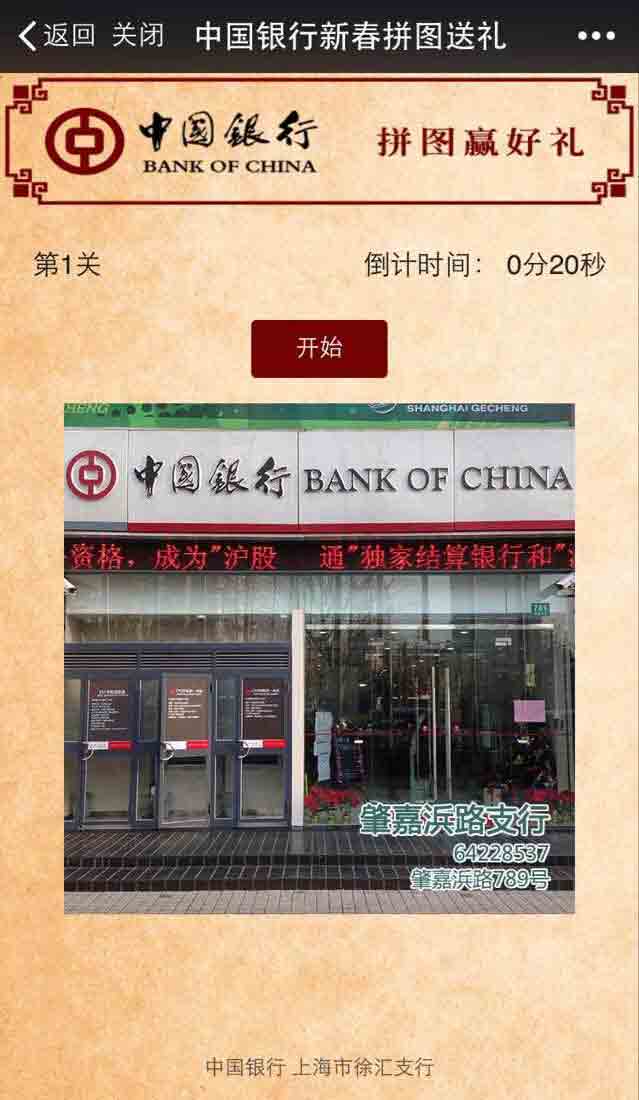 返回 关闭 中国银行新春拼图送礼
中国银行
BANK OF CHINA
拼图赢好礼
第1关
倒计时间： 0分20秒
开始
SHANGHAI GECHENG
中国银行 BANK OF CHINA
资格，成为"沪股 通"独家结算银行和"
789
肇嘉浜路支行
64228537
肇嘉浜路789号
中国银行 上海市徐汇支行